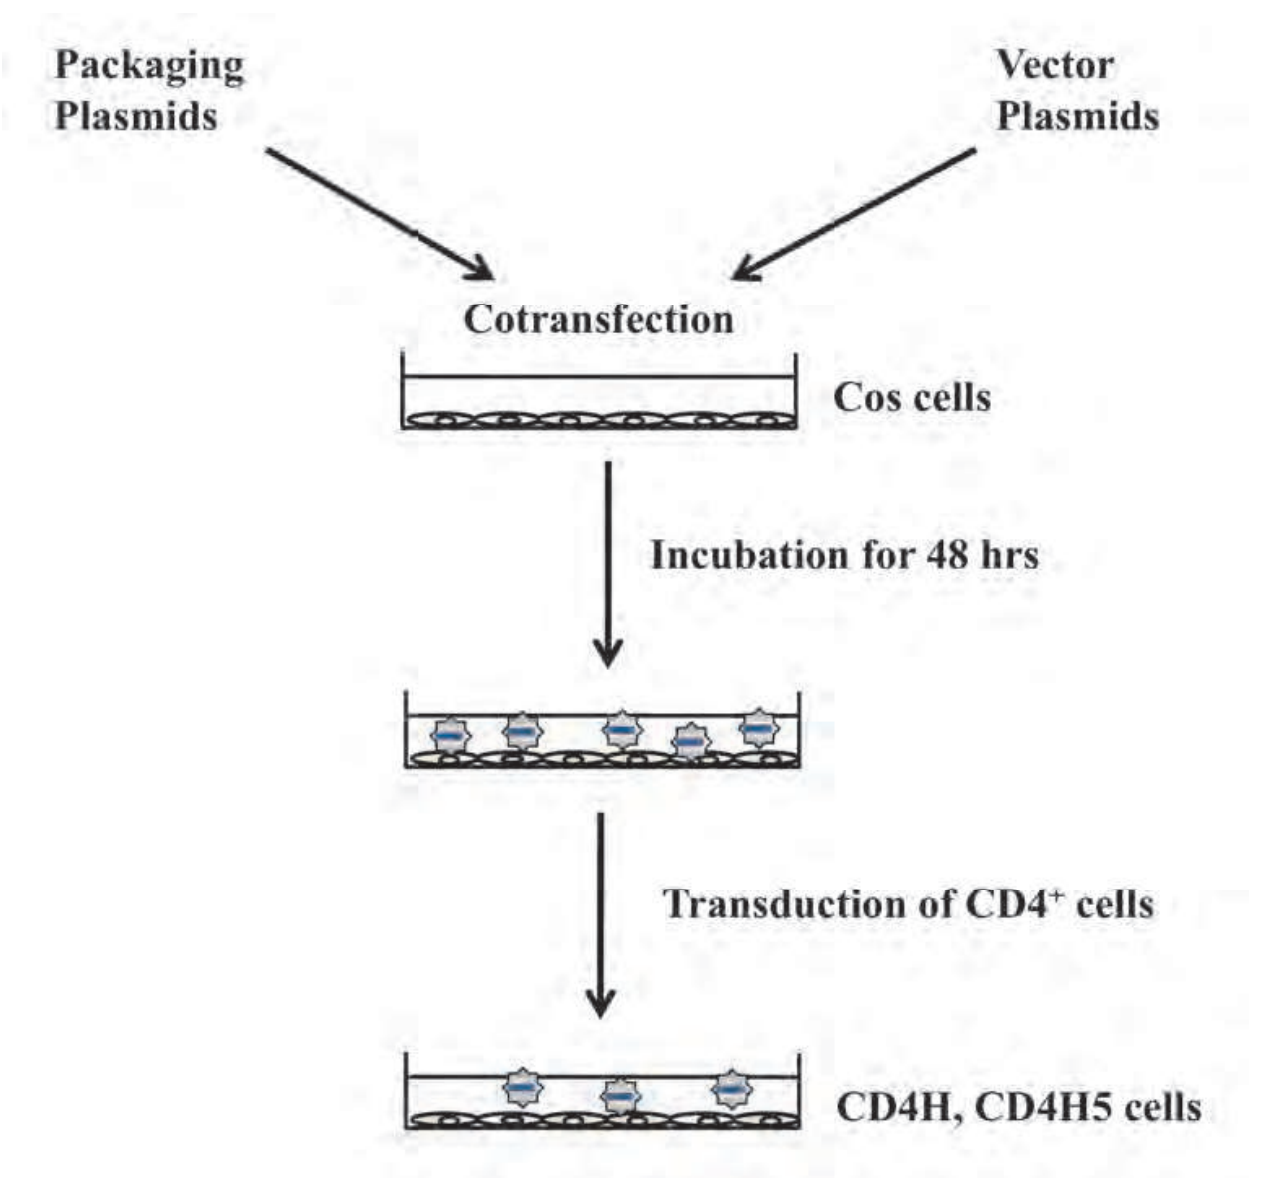 Packaging
Plasmids
Vector
Plasmids
Cotransfection
Cos cells
Incubation for 48 hrs
Transduction of CD4⁺ cells
CD4H, CD4H5 cells